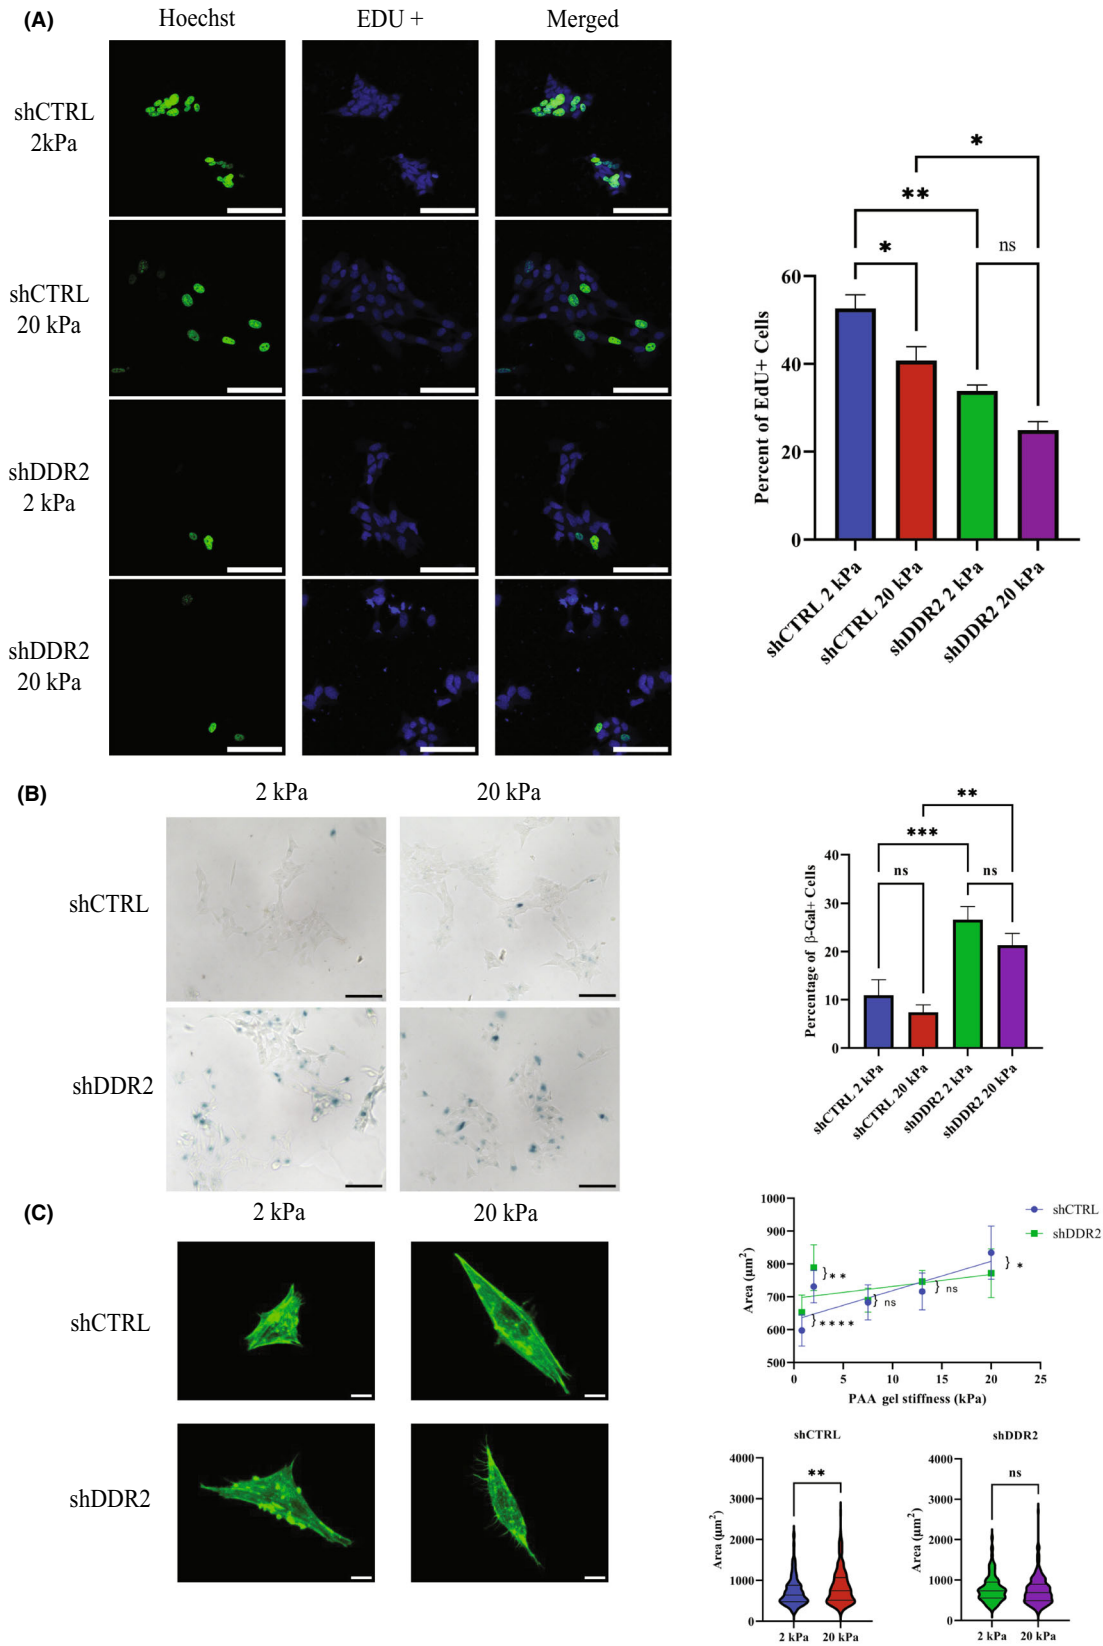 (A)
Hoechst EDU + Merged
shCTRL
2kPa
shCTRL
20 kPa
shDDR2
2 kPa
shDDR2
20 kPa
*
**
*
ns
Percent of EdU+ Cells
60
40
20
0
shCTRL 2 kPa
shCTRL 20 kPa
shDDR2 2 kPa
shDDR2 20 kPa
(B)
2 kPa 20 kPa
shCTRL
shDDR2
**
***
ns ns
Percentage of β-Gal+ Cells
40
30
20
10
0
shCTRL 2 kPa
shCTRL 20 kPa
shDDR2 2 kPa
shDDR2 20 kPa
(C)
2 kPa 20 kPa
shCTRL
shDDR2
Area (µm²)
1000
900
800
700
600
500
0 5 10 15 20 25
PAA gel stiffness (kPa)
shCTRL
shDDR2
} ****
} **
} ns
} ns
} *
shCTRL
**
Area (µm²)
4000
3000
2000
1000
0
2 kPa 20 kPa
shDDR2
ns
Area (µm²)
4000
3000
2000
1000
0
2 kPa 20 kPa